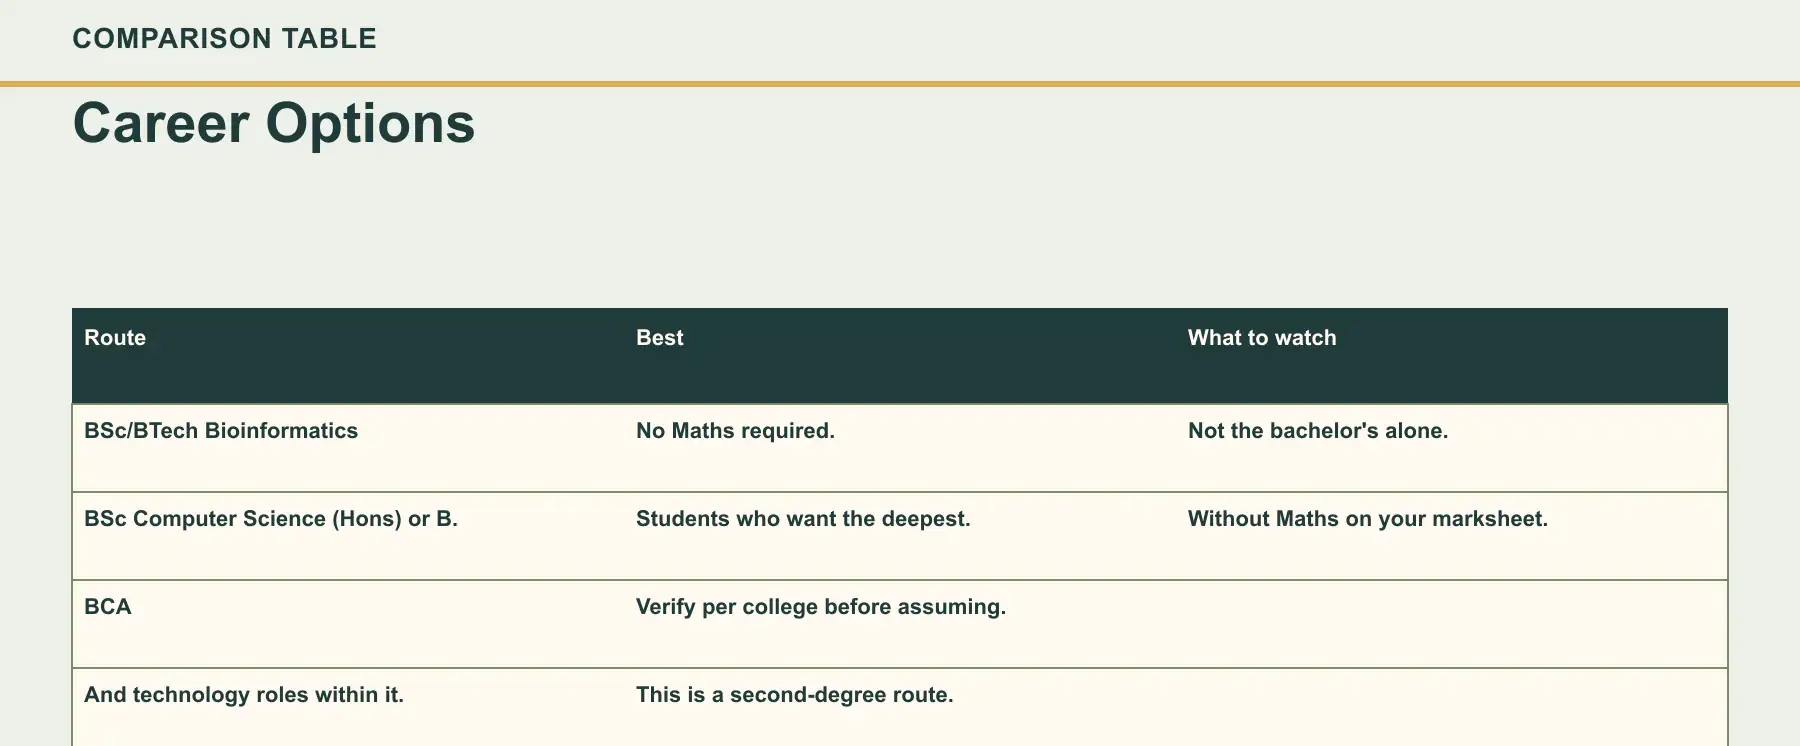 COMPARISON TABLE
Career Options
Route Best What to watch
BSc/BTech Bioinformatics No Maths required. Not the bachelor's alone.
BSc Computer Science (Hons) or B. Students who want the deepest. Without Maths on your marksheet.
BCA Verify per college before assuming.
And technology roles within it. This is a second-degree route.